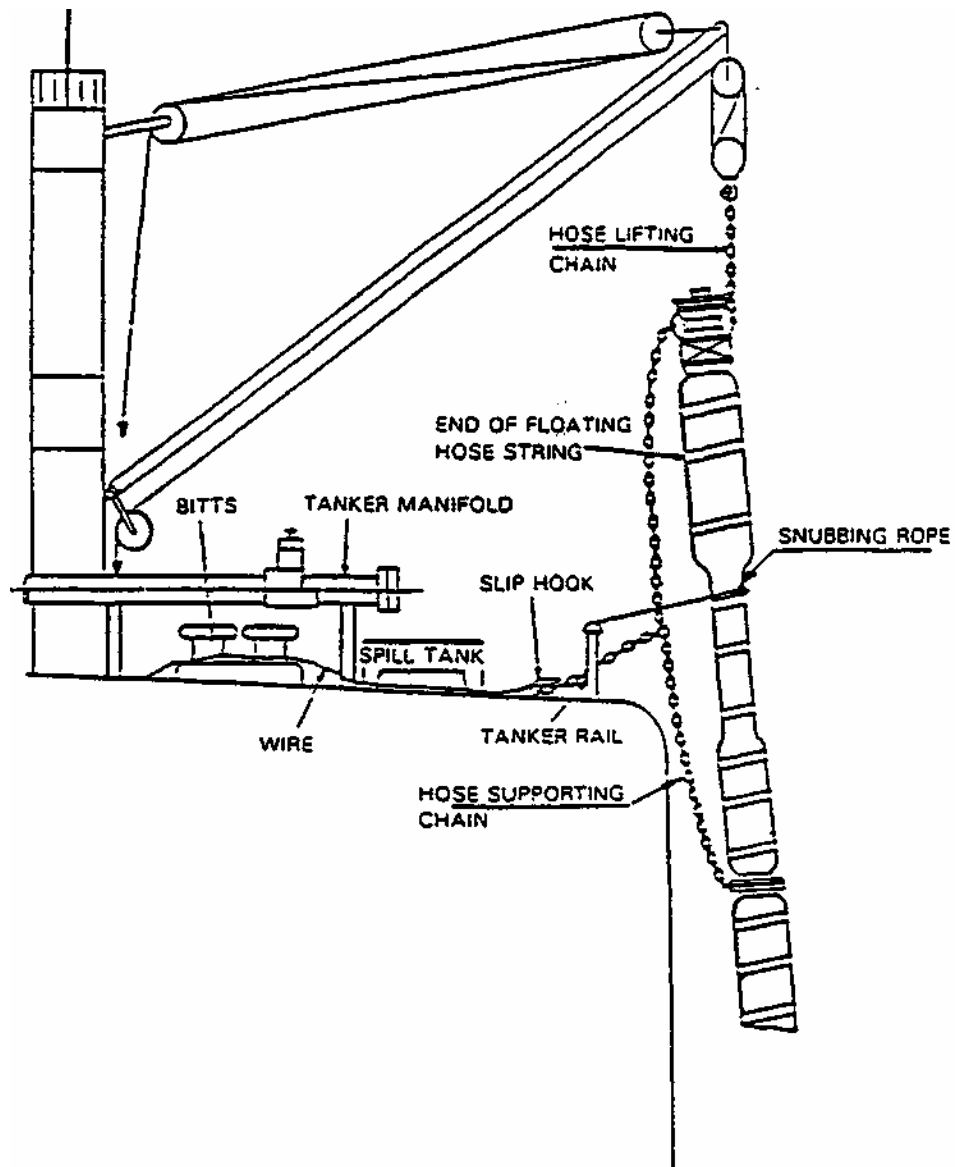 HOSE LIFTING
CHAIN
END OF FLOATING
HOSE STRING
BITTS
TANKER MANIFOLD
SNUBBING ROPE
SLIP HOOK
SPILL TANK
WIRE
TANKER RAIL
HOSE SUPPORTING
CHAIN